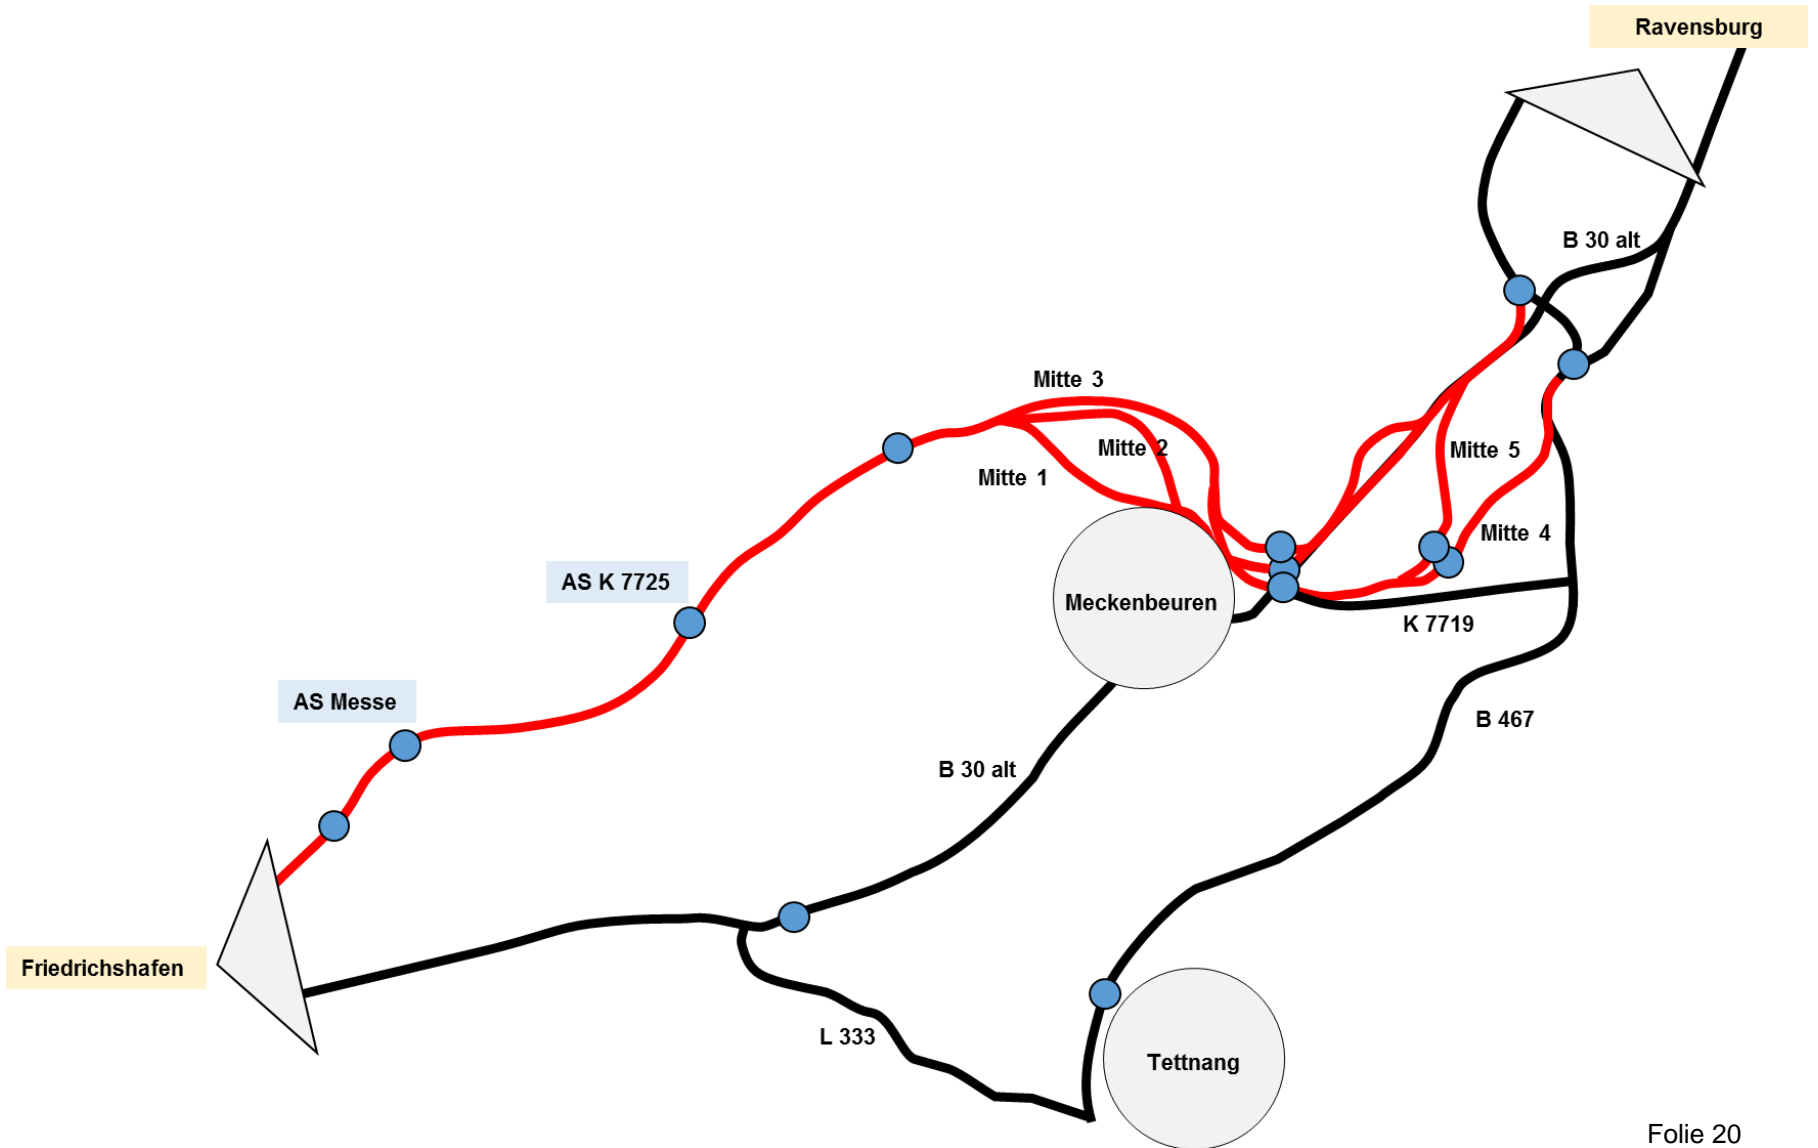 Ravensburg
B 30 alt
Mitte 3
Mitte 2
Mitte 5
Mitte 1
Mitte 4
AS K 7725
Meckenbeuren
K 7719
AS Messe
B 467
B 30 alt
Friedrichshafen
L 333
Tettnang
Folie 20